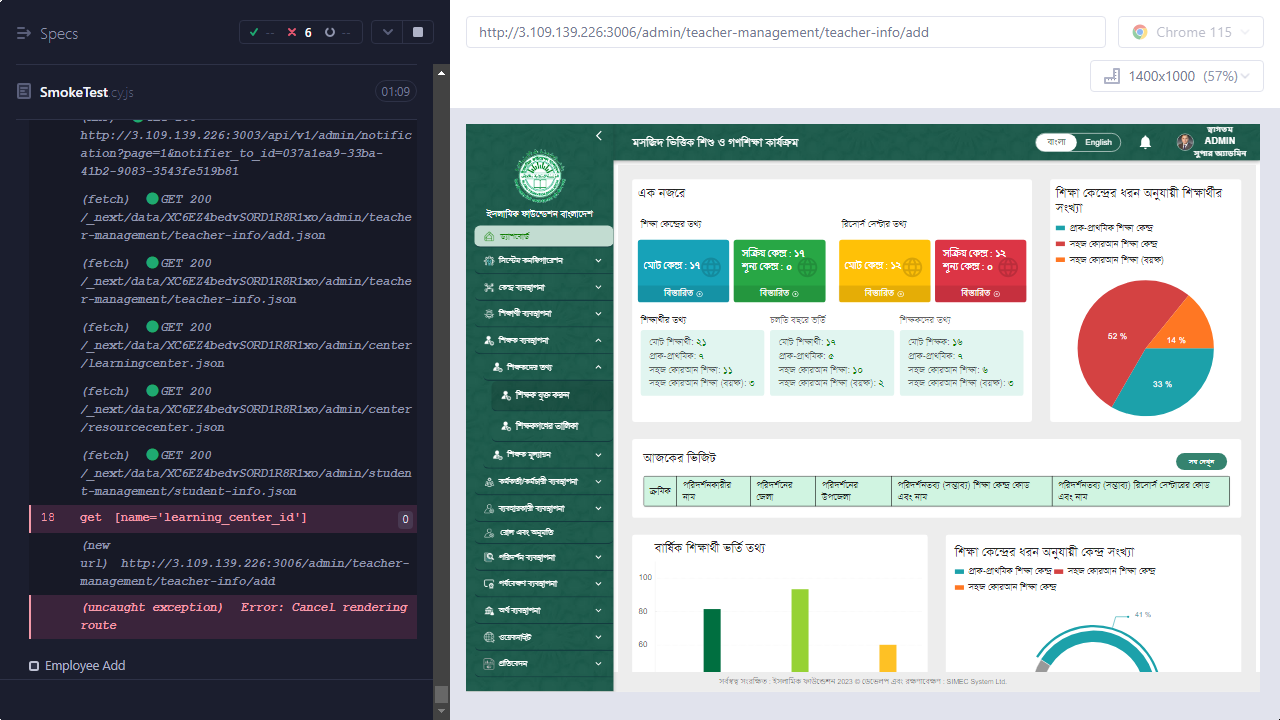 Specs
-- 6 --
SmokeTest.cy.js
01:09
http://3.109.139.226:3003/api/v1/admin/notific
ation?page=1&notifier_to_id=037a1ea9-33ba-
41b2-9083-3543fe519b81
(fetch) GET 200
/_next/data/XC6EZ4bedvSORD1R8R1xo/admin/teache
r-management/teacher-info/add.json
(fetch) GET 200
/_next/data/XC6EZ4bedvSORD1R8R1xo/admin/teache
r-management/teacher-info.json
(fetch) GET 200
/_next/data/XC6EZ4bedvSORD1R8R1xo/admin/center
/learningcenter.json
(fetch) GET 200
/_next/data/XC6EZ4bedvSORD1R8R1xo/admin/center
/resourcecenter.json
(fetch) GET 200
/_next/data/XC6EZ4bedvSORD1R8R1xo/admin/studen
t-management/student-info.json
18 get [name='learning_center_id'] 0
(new
url) http://3.109.139.226:3006/admin/teacher-
management/teacher-info/add
(uncaught exception) Error: Cancel rendering
route
Employee Add
http://3.109.139.226:3006/admin/teacher-management/teacher-info/add
Chrome 115
1400x1000 (57%)
ইসলামিক ফাউন্ডেশন বাংলাদেশ
ড্যাশবোর্ড
সিস্টেম কনফিগারেশন
কেন্দ্র ব্যবস্থাপনা
শিক্ষার্থী ব্যবস্থাপনা
শিক্ষক ব্যবস্থাপনা
শিক্ষকদের তথ্য
শিক্ষক যুক্ত করুন
শিক্ষকগণের তালিকা
শিক্ষক মূল্যায়ন
কর্মকর্তা/কর্মচারী ব্যবস্থাপনা
ব্যবহারকারী ব্যবস্থাপনা
রোল এবং অনুমতি
পরিদর্শন ব্যবস্থাপনা
পর্যবেক্ষণ ব্যবস্থাপনা
অর্থ ব্যবস্থাপনা
ওয়েবসাইট
প্রতিবেদন
মসজিদ ভিত্তিক শিশু ও গণশিক্ষা কার্যক্রম
বাংলা English
স্বাগতম
ADMIN
সুপার অ্যাডমিন
এক নজরে
শিক্ষা কেন্দ্রের তথ্য
রিসোর্স সেন্টার তথ্য
মোট কেন্দ্র : ১৭
সক্রিয় কেন্দ্র : ১৭
শূন্য কেন্দ্র : ০
মোট কেন্দ্র : ১২
সক্রিয় কেন্দ্র : ১২
শূন্য কেন্দ্র : ০
বিস্তারিত
বিস্তারিত
বিস্তারিত
বিস্তারিত
শিক্ষার্থীর তথ্য
মোট শিক্ষার্থী: ২১
প্রাক-প্রাথমিক: ৭
সহজ কোরআন শিক্ষা: ১১
সহজ কোরআন শিক্ষা (বয়স্ক): ৩
চলতি বছরে ভর্তি
মোট শিক্ষার্থী: ১৭
প্রাক-প্রাথমিক: ৫
সহজ কোরআন শিক্ষা: ১০
সহজ কোরআন শিক্ষা (বয়স্ক): ২
শিক্ষকদের তথ্য
মোট শিক্ষক: ১৬
প্রাক-প্রাথমিক: ৭
সহজ কোরআন শিক্ষা: ৬
সহজ কোরআন শিক্ষা (বয়স্ক): ৩
শিক্ষা কেন্দ্রের ধরন অনুযায়ী শিক্ষার্থীর
সংখ্যা
প্রাক-প্রাথমিক শিক্ষা কেন্দ্র
সহজ কোরআন শিক্ষা কেন্দ্র
সহজ কোরআন শিক্ষা কেন্দ্র (বয়স্ক)
52 %
14 %
33 %
আজকের ভিজিট
সব দেখুন
ক্রমিক
পরিদর্শনকারীর
নাম
পরিদর্শনের
জেলা
পরিদর্শনের
উপজেলা
পরিদর্শনতব্য (সম্ভাব্য) শিক্ষা কেন্দ্র কোড
এবং নাম
পরিদর্শনতব্য (সম্ভাব্য) রিসোর্স সেন্টারের কোড
এবং নাম
বার্ষিক শিক্ষার্থী ভর্তি তথ্য
100
80
60
শিক্ষা কেন্দ্রের ধরন অনুযায়ী কেন্দ্র সংখ্যা
প্রাক-প্রাথমিক শিক্ষা কেন্দ্র সহজ কোরআন শিক্ষা কেন্দ্র
সহজ কোরআন শিক্ষা কেন্দ্র
41 %
সর্বস্বত্ব সংরক্ষিত : ইসলামিক ফাউন্ডেশন 2023 © ডেভেলপ এবং রক্ষণাবেক্ষণ : SIMEC System Ltd.